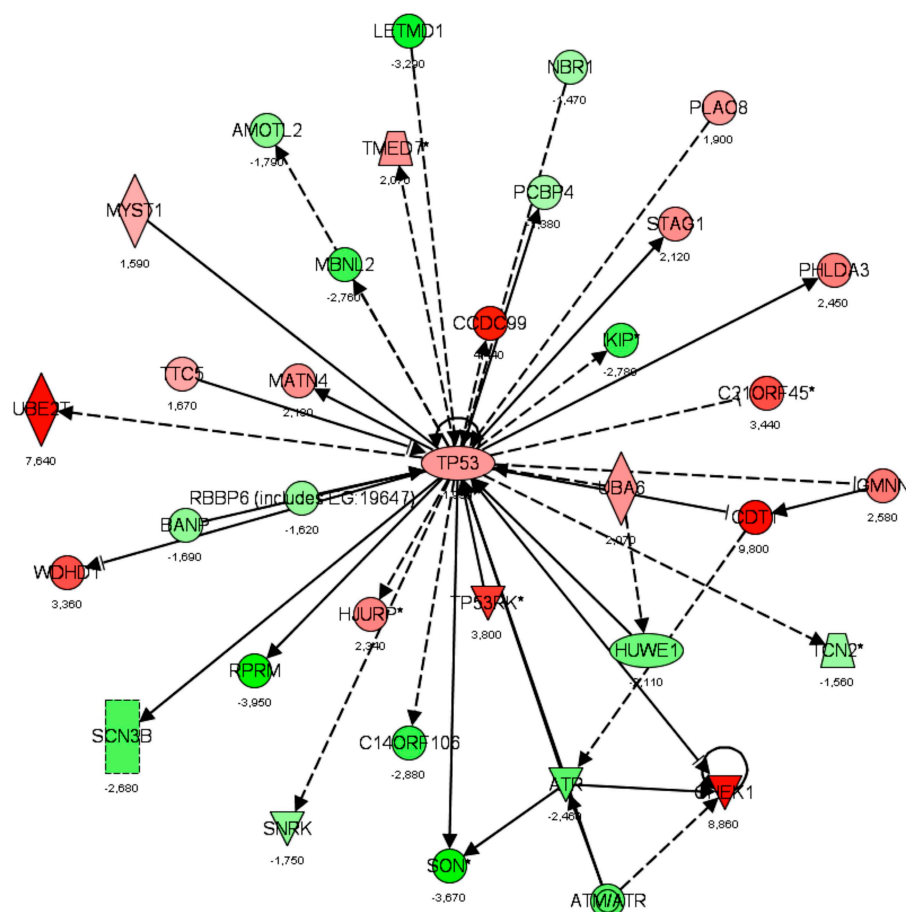 LETMD1
-3,290
NBR1
-1,470
PLAC8
1,900
AMOTL2
-1,790
TMED7*
2,070
PCBP4
-1,380
MYST1
1,590
STAG1
2,120
MBNL2
-2,760
PHLDA3
2,450
CCDC99
IKIP*
-2,780
TTC5
1,670
MATN4
2,180
C21ORF45*
3,440
UBE2T
7,640
TP53
UBA6
2,070
GMNN
2,580
RBBP6 (includes EG:19647)
-1,620
BANP
-1,690
CDT1
9,800
WDHD1
3,360
HJURP*
2,340
TP53RK*
3,800
HUWE1
-2,110
TCN2*
-1,560
RPRM
-3,950
SCN3B
-2,680
C14ORF106
-2,880
ATR
-2,460
CHEK1
8,860
SNRK
-1,750
SON*
-3,670
ATM/ATR